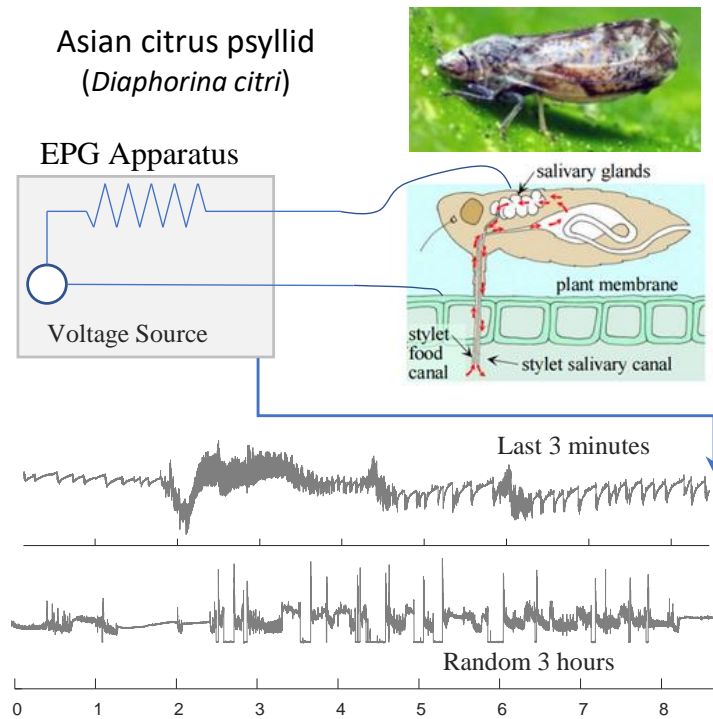 Asian citrus psyllid
(Diaphorina citri)
EPG Apparatus
salivary glands
plant membrane
Voltage Source
stylet
food
canal
stylet salivary canal
Last 3 minutes
Random 3 hours
0 1 2 3 4 5 6 7 8